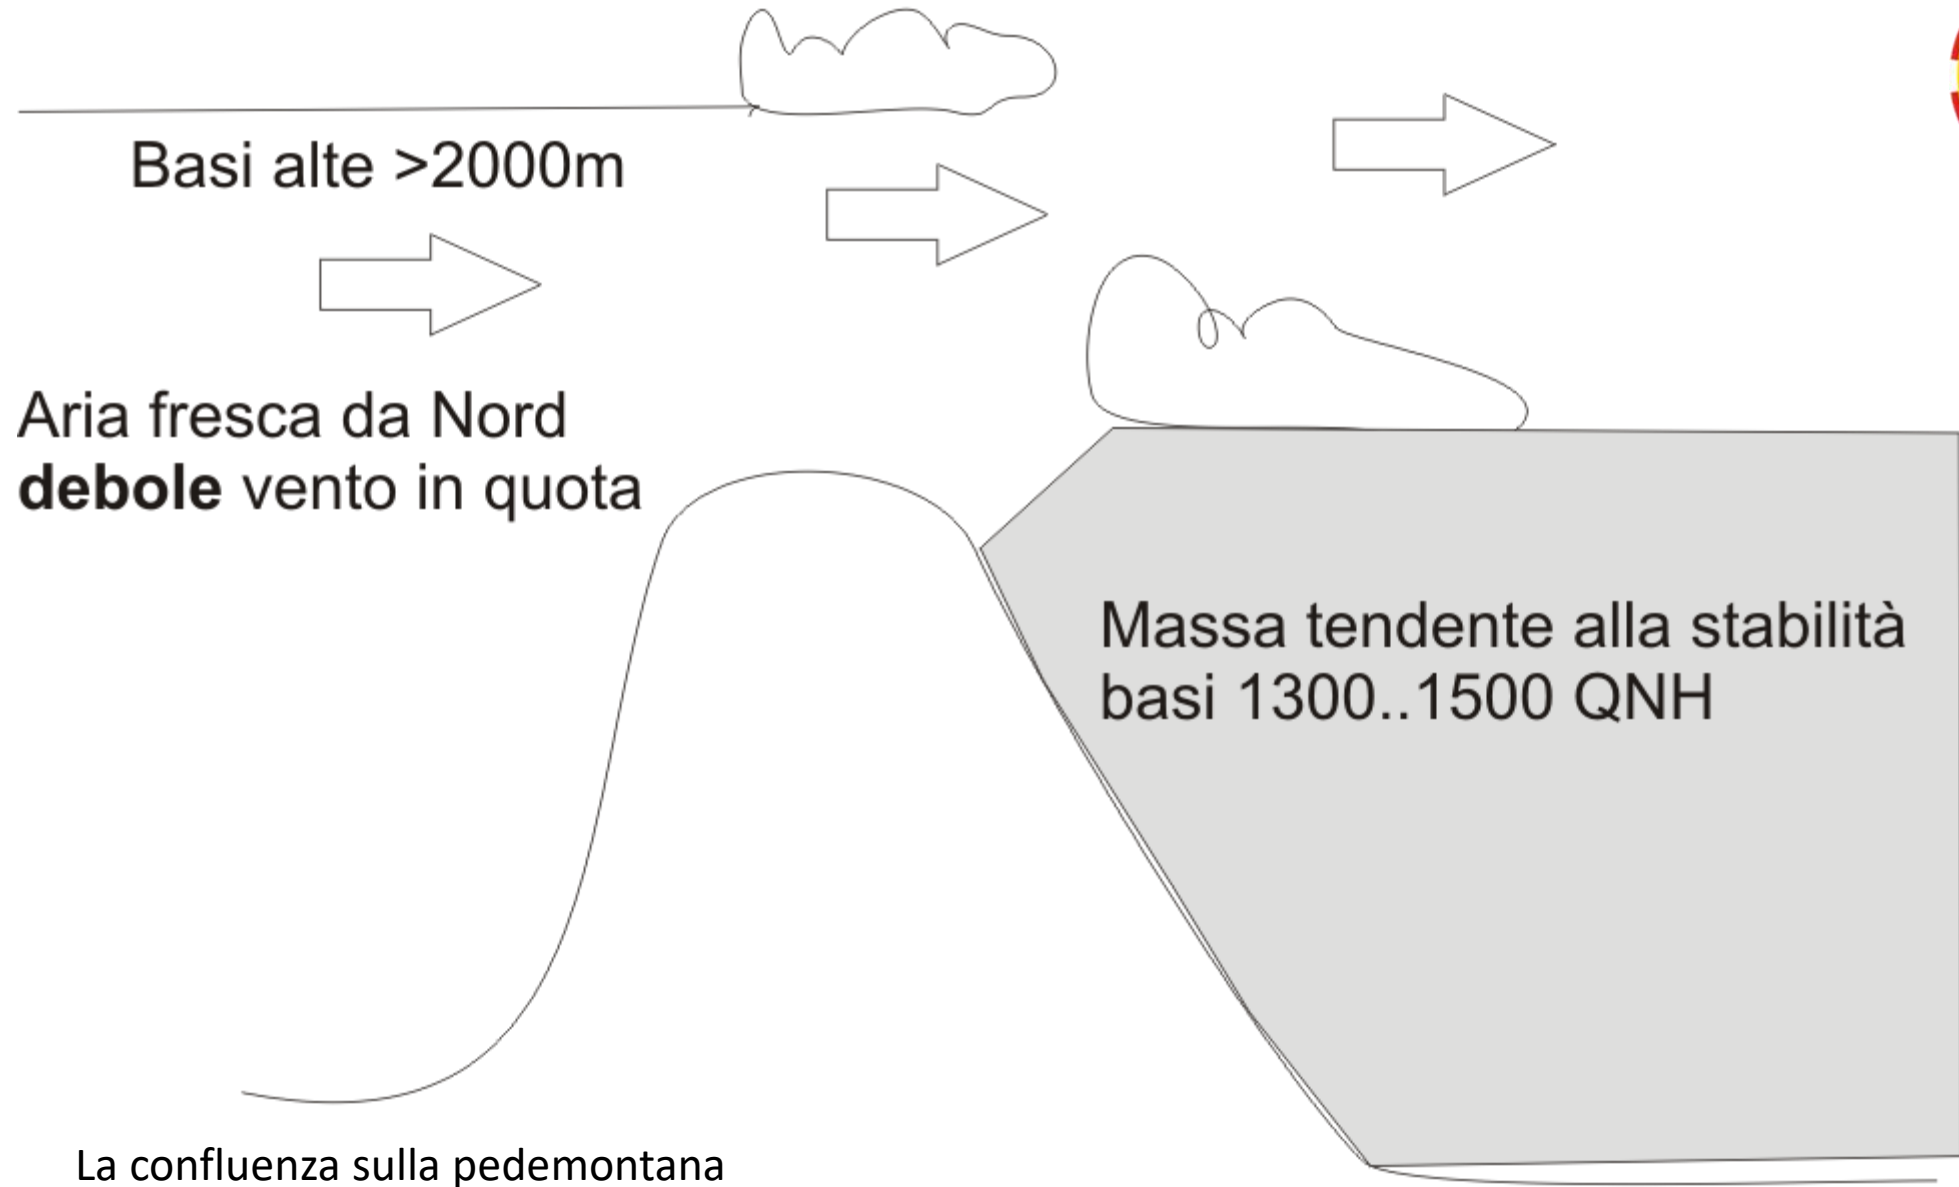 Basi alte >2000m
Aria fresca da Nord
debole vento in quota
Massa tendente alla stabilità
basi 1300..1500 QNH
La confluenza sulla pedemontana